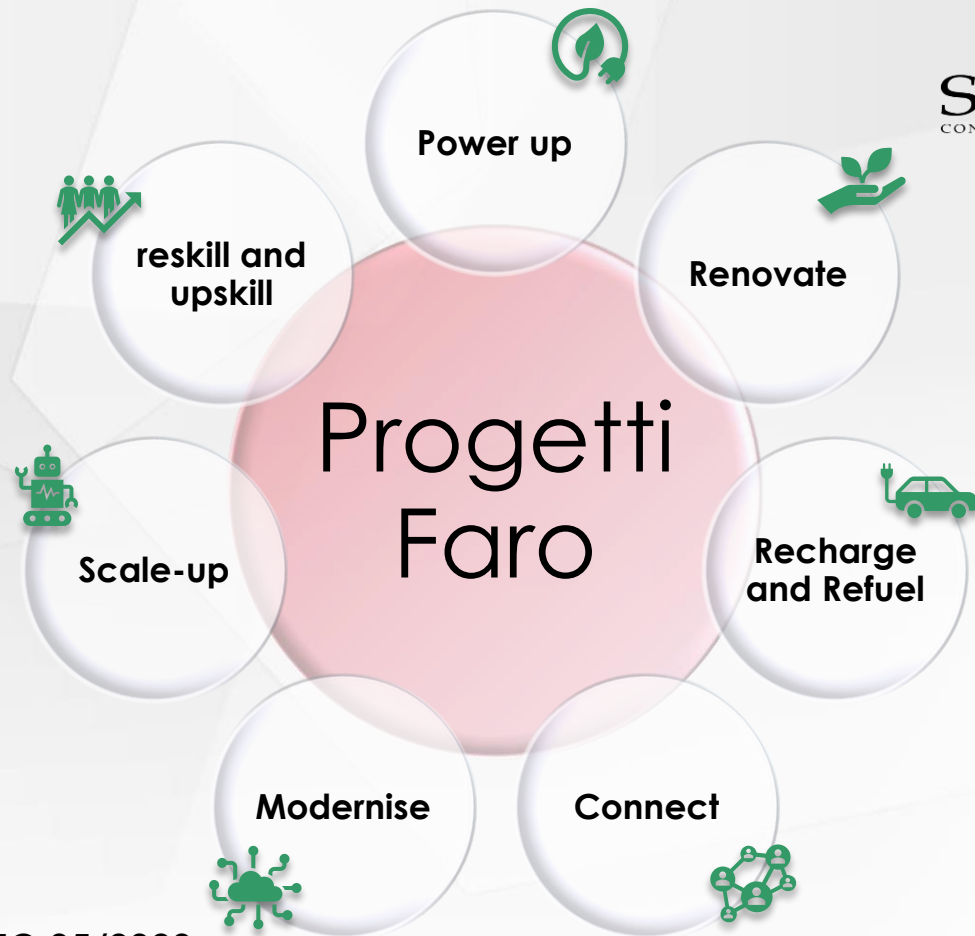 Power up
Renovate
reskill and
upskill
Progetti
Faro
Recharge
and Refuel
Scale-up
Modernise
Connect